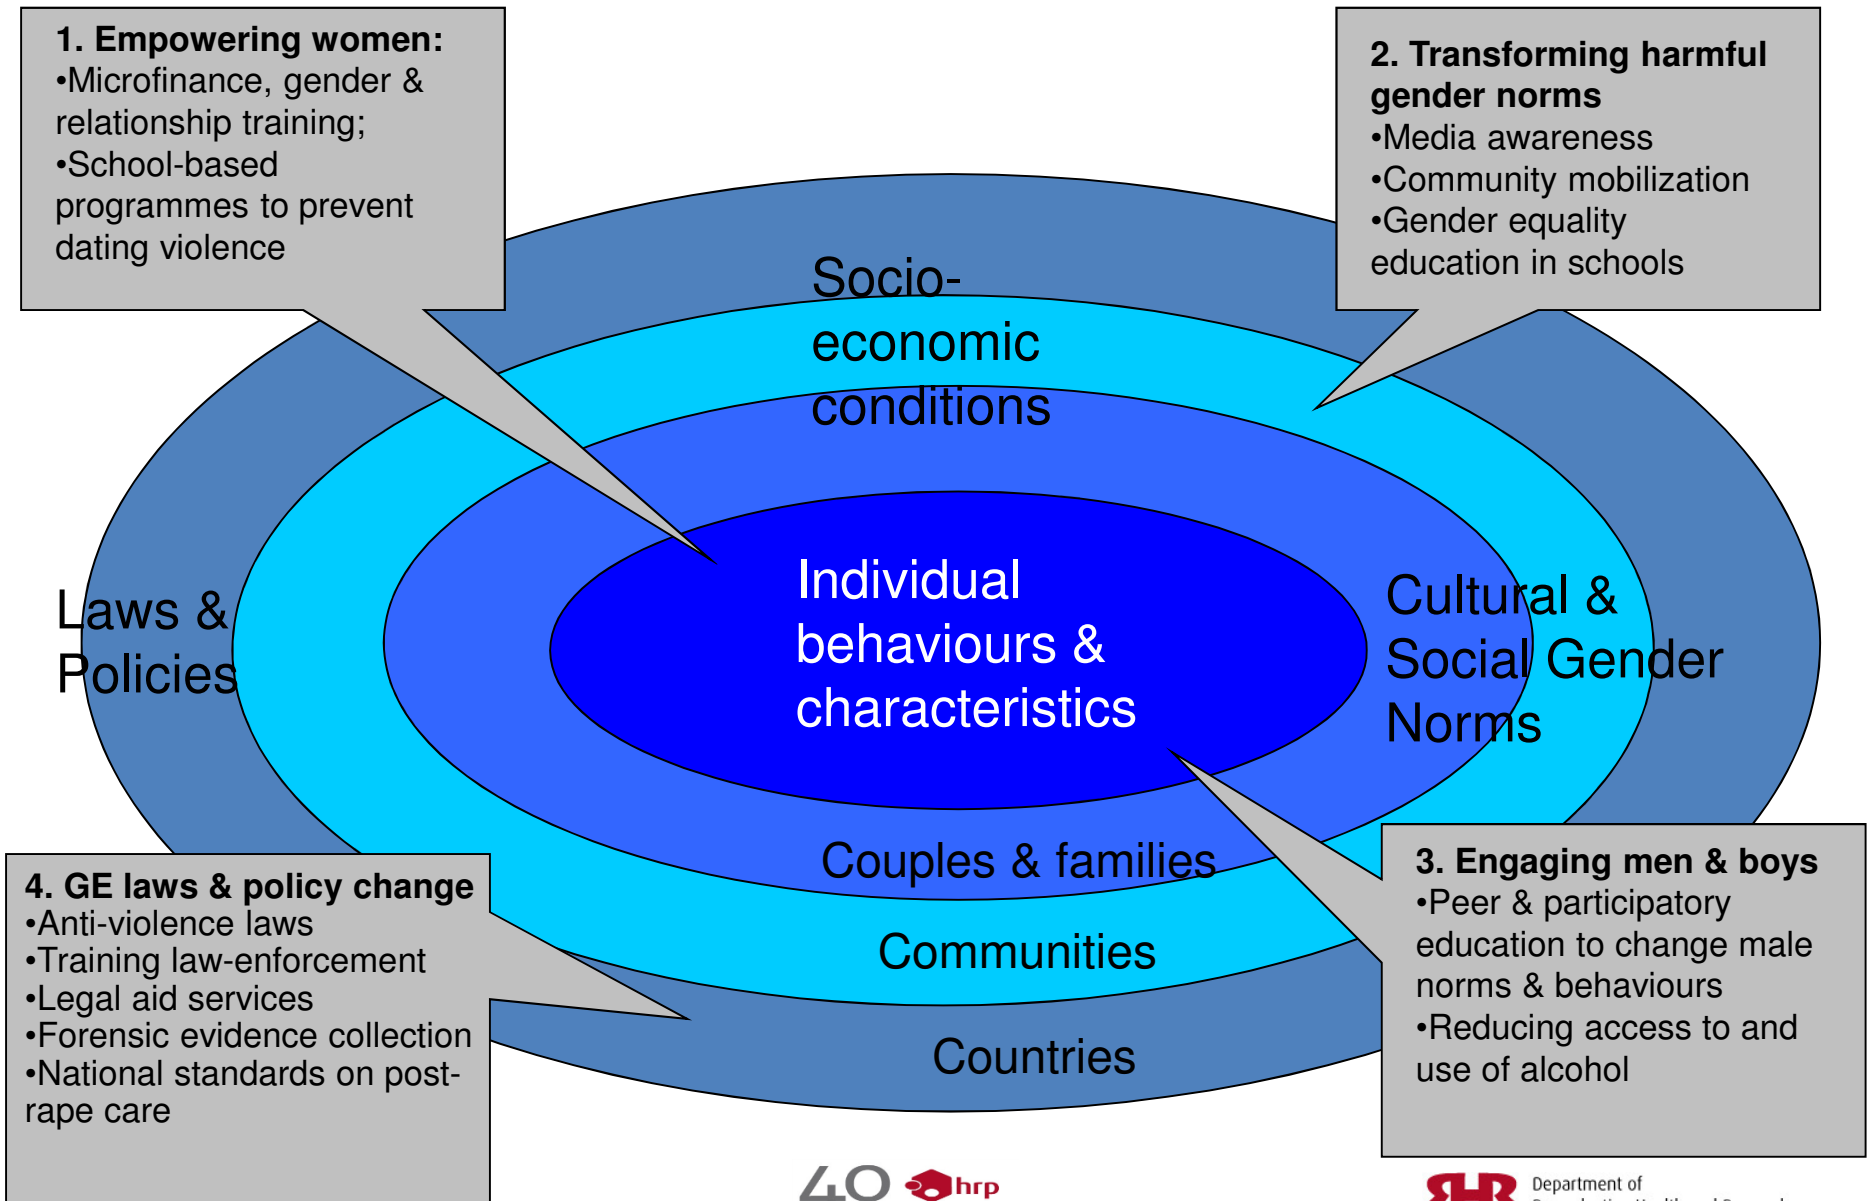 1. Empowering women:
•Microfinance, gender &
relationship training;
•School-based
programmes to prevent
dating violence
2. Transforming harmful
gender norms
•Media awareness
•Community mobilization
•Gender equality
education in schools
Socio-
economic
conditions
Laws &
Policies
Individual
behaviours &
characteristics
Cultural &
Social Gender
Norms
Couples & families
Communities
Countries
4. GE laws & policy change
•Anti-violence laws
•Training law-enforcement
•Legal aid services
•Forensic evidence collection
•National standards on post-
rape care
3. Engaging men & boys
•Peer & participatory
education to change male
norms & behaviours
•Reducing access to and
use of alcohol
40 hrp
Department of